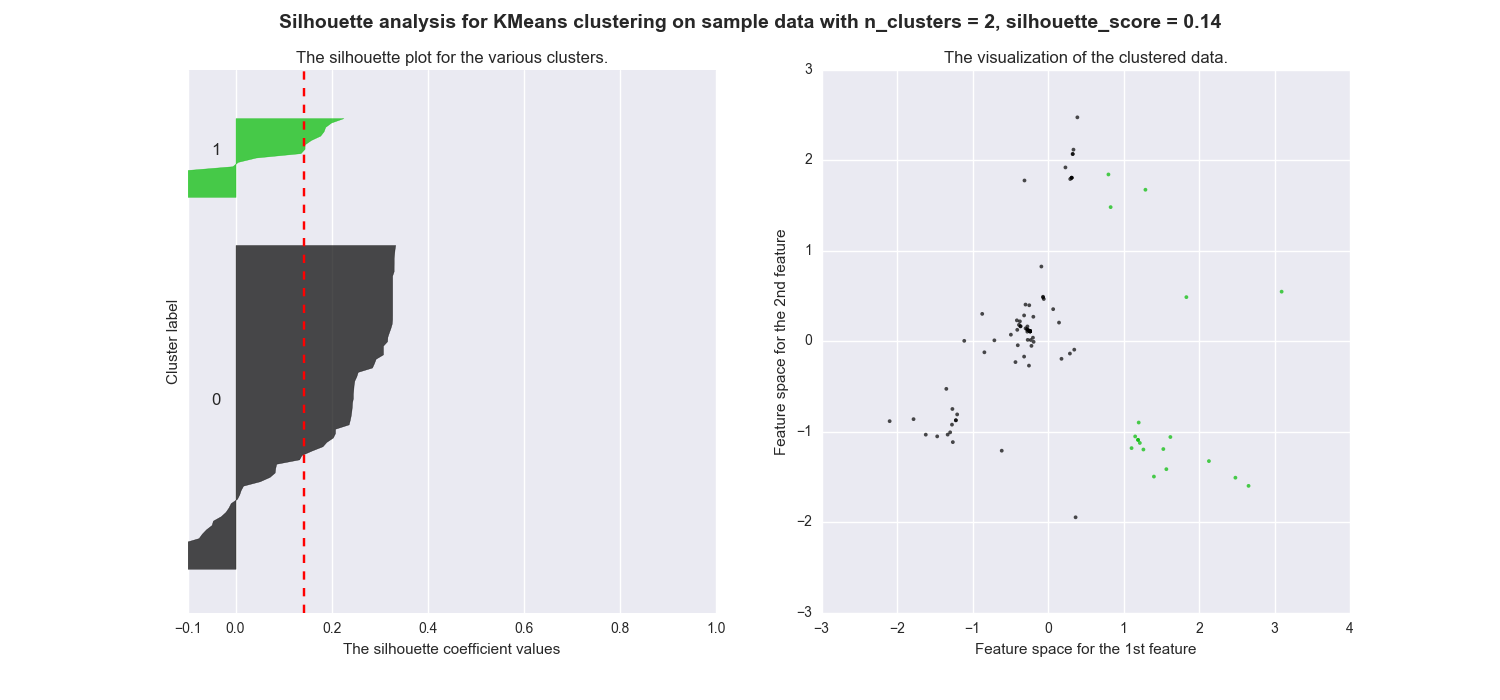 Silhouette analysis for KMeans clustering on sample data with n_clusters = 2, silhouette_score = 0.14
The silhouette plot for the various clusters.
Cluster label
1
0
−0.1 0.0 0.2 0.4 0.6 0.8 1.0
The silhouette coefficient values
The visualization of the clustered data.
Feature space for the 2nd feature
3
2
1
0
−1
−2
−3
−3 −2 −1 0 1 2 3 4
Feature space for the 1st feature